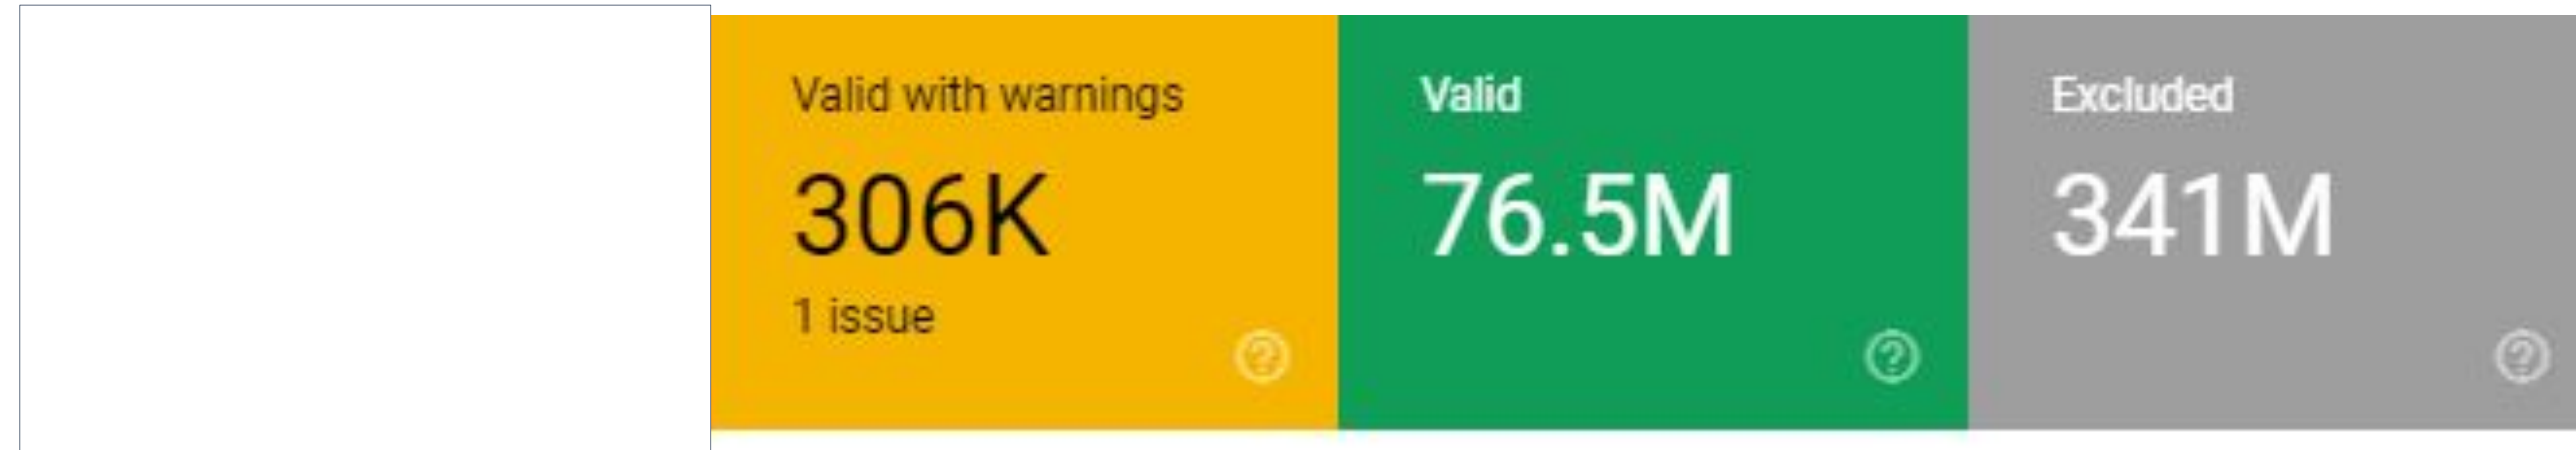 Valid with warnings
306K
1 issue
Valid
76.5M
Excluded
341M